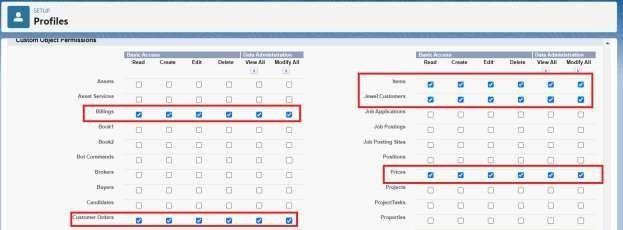 SETUP
Profiles
Custom Object Permissions
Basic Access Data Administration
Read Create Edit Delete View All Modify All
Assets
Asset Services
Billings
Book1
Book2
Bot Commands
Brokers
Buyers
Candidates
Customer Orders
Basic Access Data Administration
Read Create Edit Delete View All Modify All
Items
Jewel Customers
Job Applications
Job Postings
Job Posting Sites
Positions
Prices
Projects
ProjectTasks
Properties